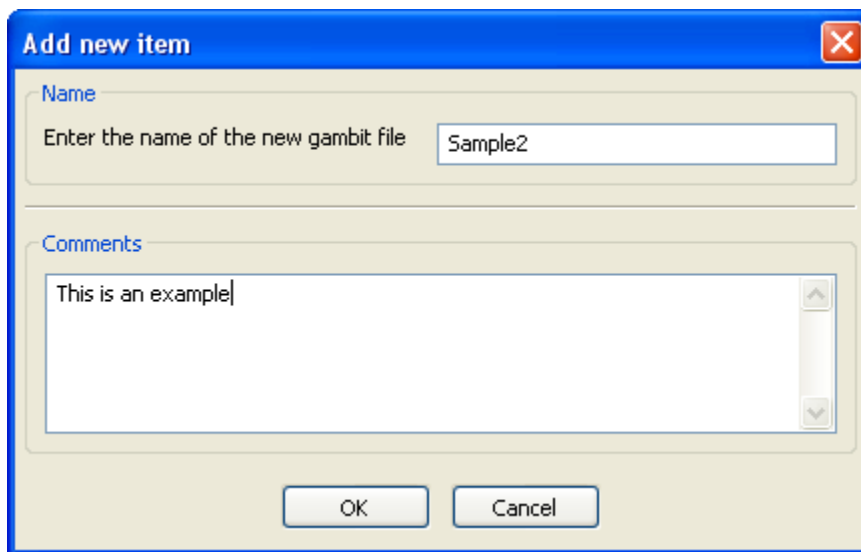 Add new item
Name
Enter the name of the new gambit file
Sample2
Comments
This is an example
OK
Cancel